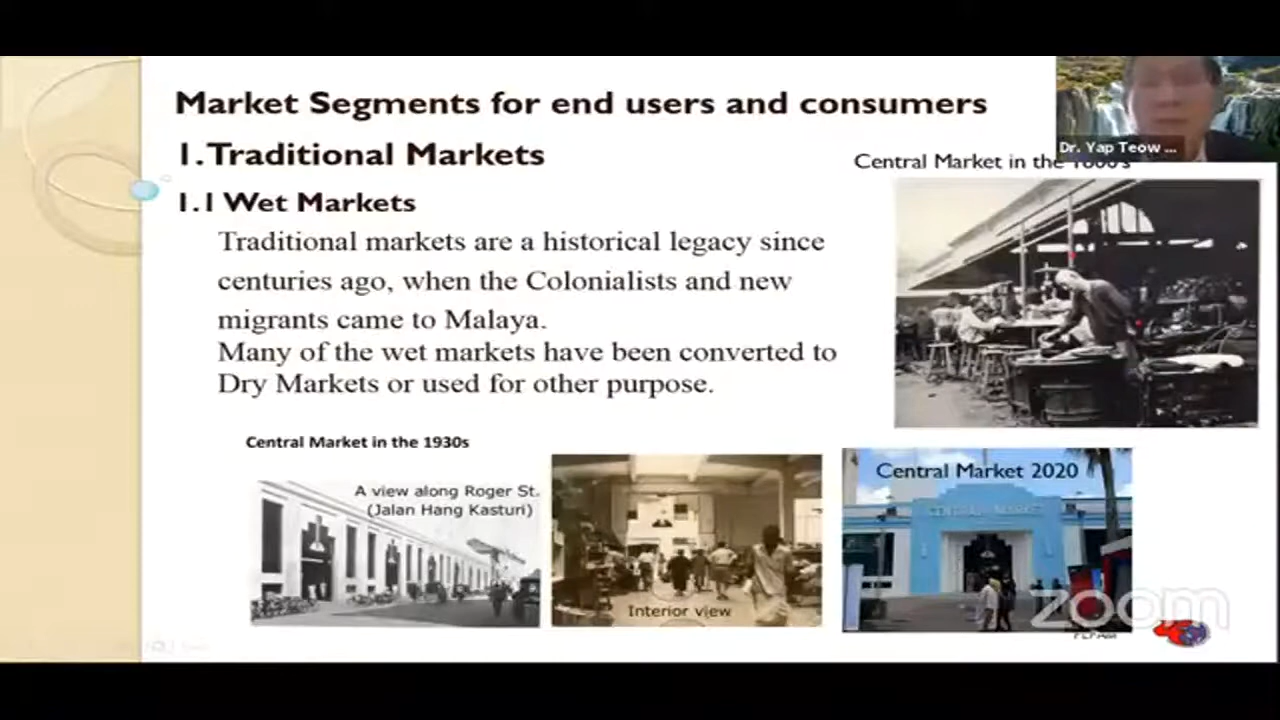 Market Segments for end users and consumers
1. Traditional Markets
Dr. Yap Teow ...
Central Market in the 1800's
1.1 Wet Markets
Traditional markets are a historical legacy since
centuries ago, when the Colonialists and new
migrants came to Malaya.
Many of the wet markets have been converted to
Dry Markets or used for other purpose.
Central Market in the 1930s
A view along Roger St.
(Jalan Hang Kasturi)
Interior view
Central Market 2020
CENTRAL MARKET
zoom